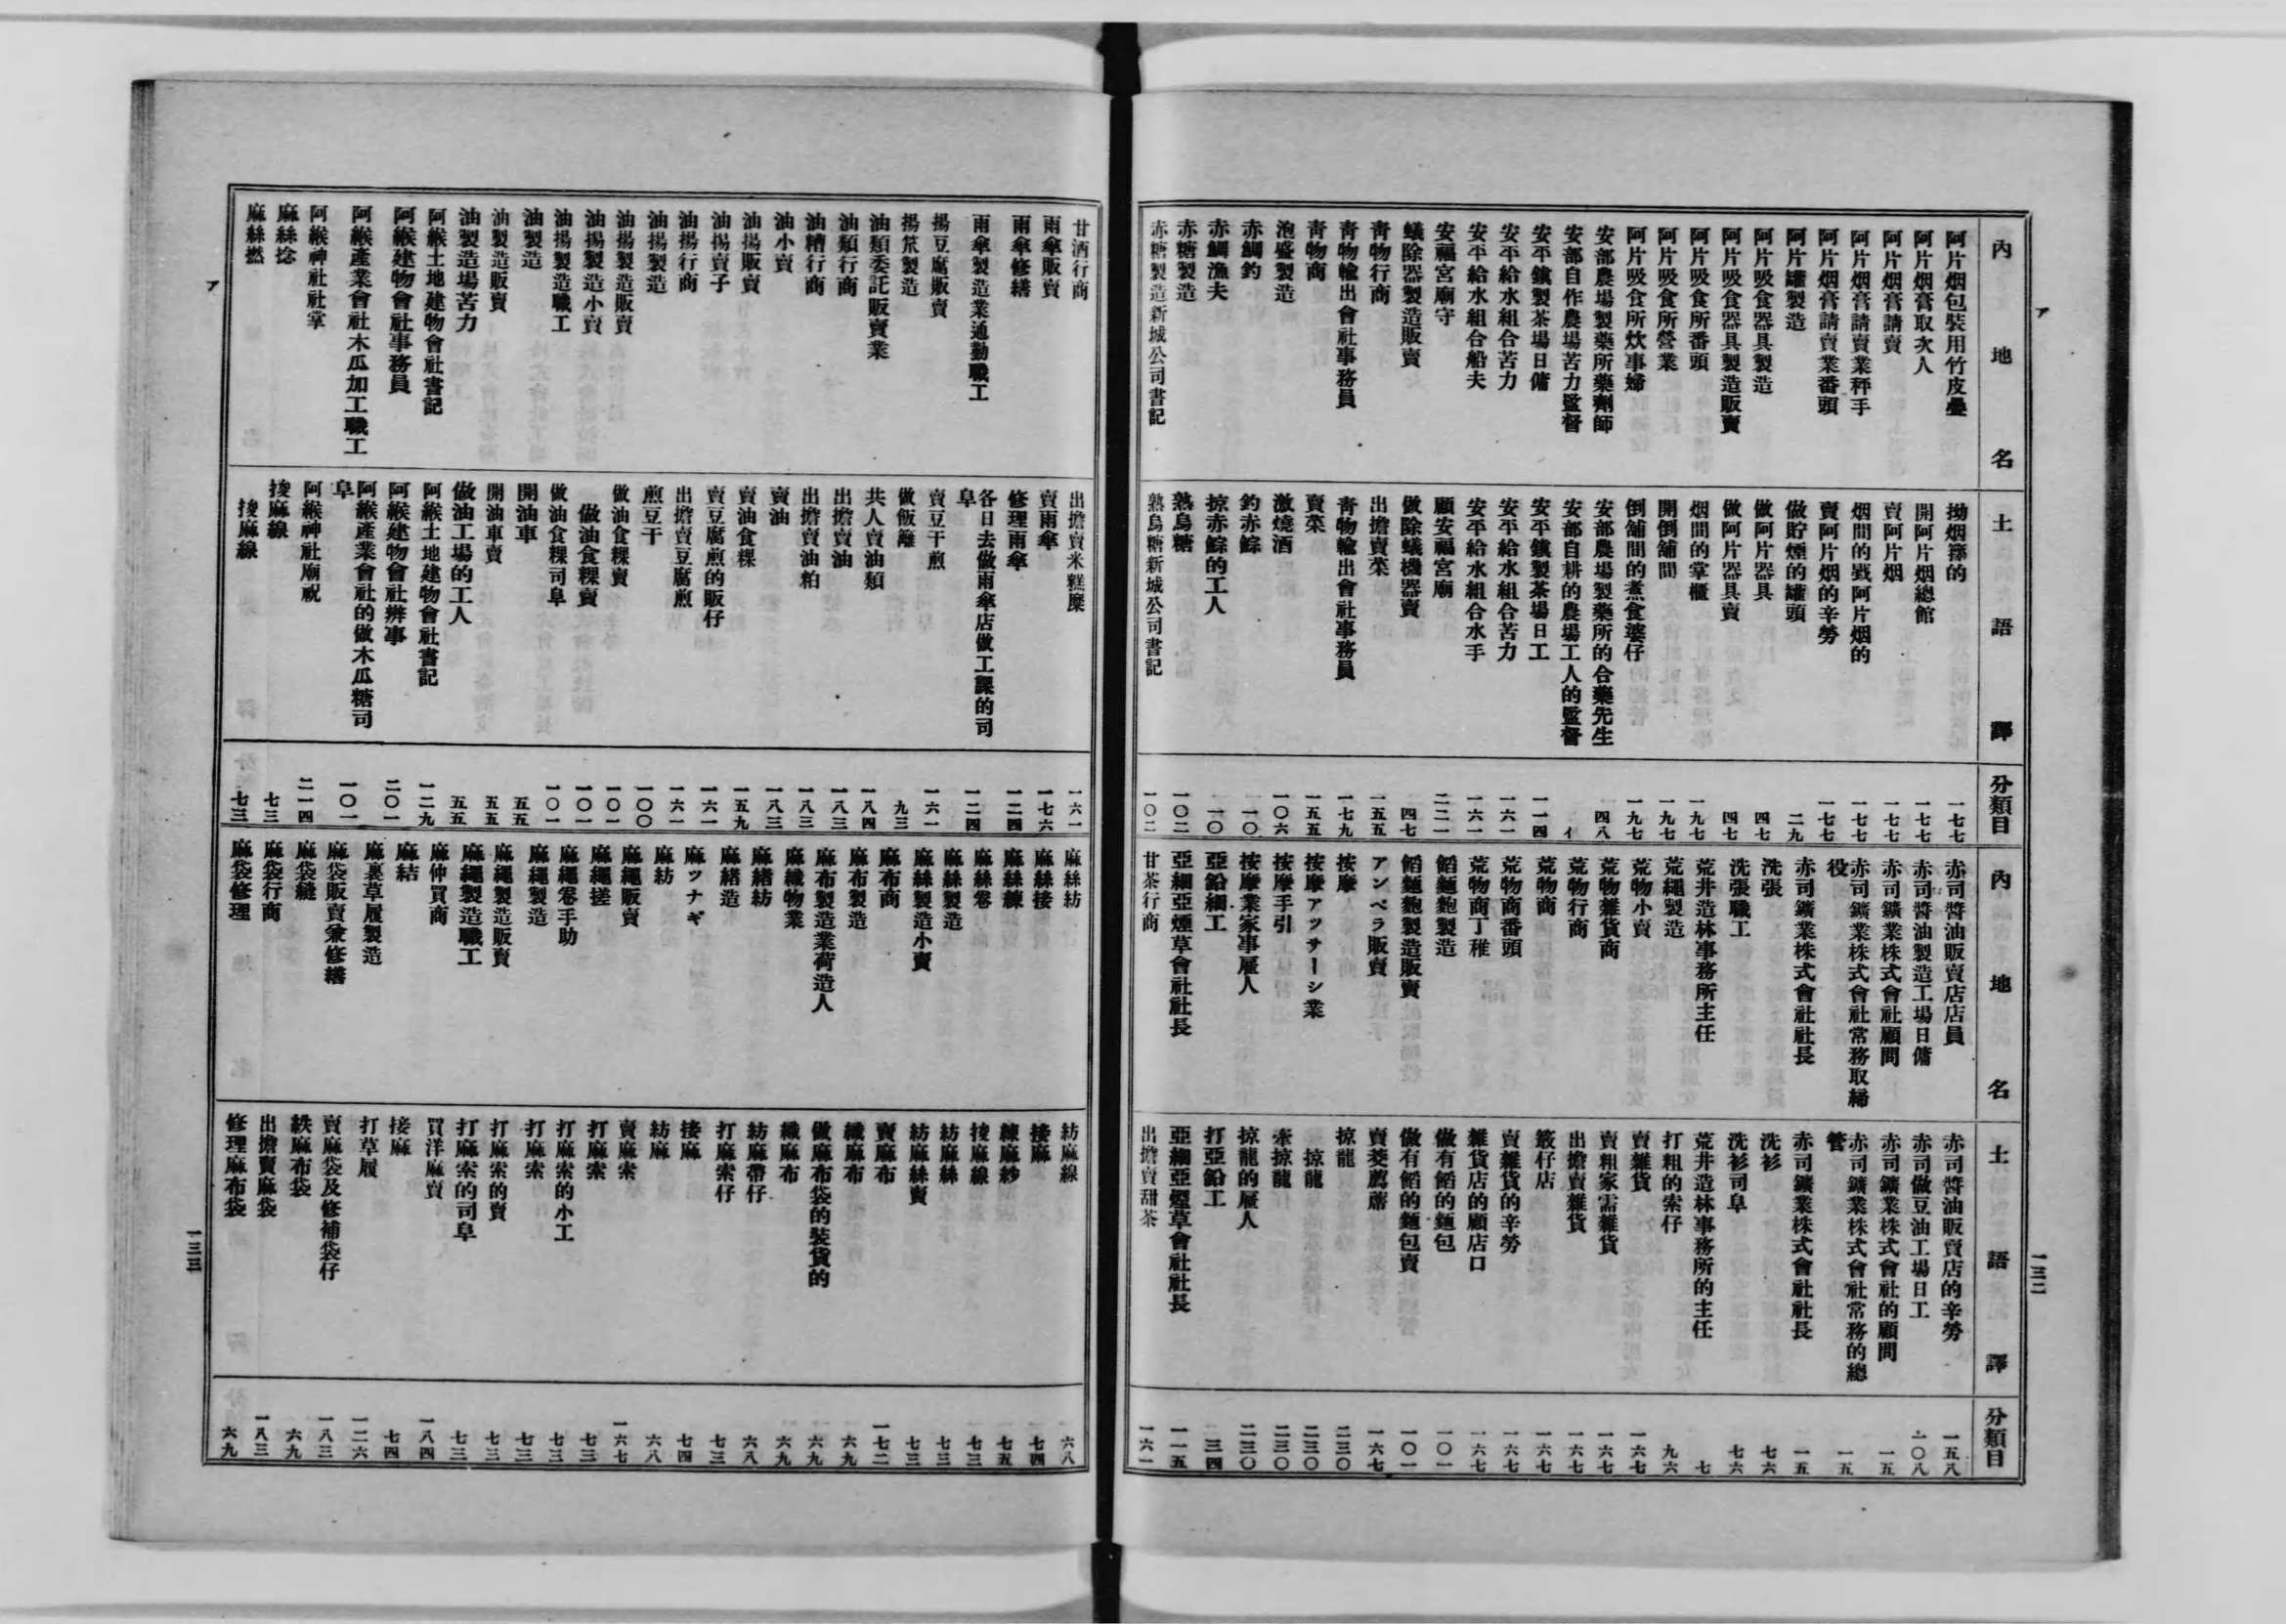 ア
一三二
內地名
阿片烟包裝用竹皮疊
阿片烟膏取次人
阿片烟膏請賣
阿片烟膏請賣業秤手
阿片烟膏請賣業番頭
阿片罐製造
阿片吸食器具製造
阿片吸食器具製造販賣
阿片吸食所番頭
阿片吸食所營業
阿片吸食所炊事婦
安部農場製藥所藥劑師
安部自作農場苦力監督
安平鎮製茶場日傭
安平給水組合苦力
安平給水組合船夫
安福宮廟守
蟻除器製造販賣
靑物行商
靑物輸出會社事務員
靑物商
泡盛製造
赤鯛釣
赤鯛漁夫
赤糖製造
赤糖製造新城公司書記
土語譯
拗烟籜的
開阿片烟總館
賣阿片烟
烟間的戥阿片烟的
賣阿片烟的辛勞
做貯煙的罐頭
做阿片器具
做阿片器具賣
烟間的掌櫃
開倒舖間
倒舖間的煮食婆仔
安部農場製藥所的合藥先生
安部自耕的農場工人的監督
安平鎮製茶場日工
安平給水組合苦力
安平給水組合水手
顧安福宮廟
做除蟻機器賣
出擔賣菜
靑物輸出會社事務員
賣菜
激燒酒
釣赤鯮
掠赤鯮的工人
熟烏糖
熟烏糖新城公司書記
分類目
一七七
一七七
一七七
一七七
一七七
二九
四七
四七
一九七
一九七
一九七
四八
イ
一一四
一六一
一六一
二二一
四七
一五五
一七九
一五五
一〇六
一〇
一〇
一〇二
一〇二
內地名
赤司醬油販賣店店員
赤司醬油製造工場日傭
赤司鑛業株式會社顧問
赤司鑛業株式會社常務取締
役
赤司鑛業株式會社社長
洗張
洗張職工
荒井造林事務所主任
荒繩製造
荒物小賣
荒物雜貨商
荒物行商
荒物商
荒物商番頭
荒物商丁稚
餡麵麭製造
餡麵麭製造販賣
アンペラ販賣
按摩
按摩アツサーシ業
按摩手引
按摩業家事雇人
亞鉛細工
亞細亞煙草會社社長
甘茶行商
土語譯
赤司醬油販賣店的辛勞
赤司做豆油工場日工
赤司鑛業株式會社的顧問
赤司鑛業株式會社常務的總
管
赤司鑛業株式會社社長
洗衫
洗衫司阜
荒井造林事務所的主任
打粗的索仔
賣雜貨
賣粗家需雜貨
出擔賣雜貨
簽仔店
賣雜貨的辛勞
雜貨店的顧店口
做有餡的麵包
做有餡的麵包賣
賣茭薦蓆
掠龍
掠龍
牽掠龍
掠龍的雇人
打亞鉛工
亞細亞煙草會社社長
出擔賣甜茶
分類目
一五八
一〇八
一五
一五
一五
七六
七六
七
九六
一六七
一六七
一六七
一六七
一六七
一六七
一〇一
一〇一
一六七
二三〇
二三〇
二三〇
二三〇
三四
一一五
一六一
甘酒行商
雨傘販賣
雨傘修繕
雨傘製造業通勤職工
揚豆腐販賣
揚笊製造
油類委託販賣業
油類行商
油糟行商
油小賣
油揚販賣
油揚賣子
油揚行商
油揚製造
油揚製造販賣
油揚製造小賣
油揚製造職工
油製造
油製造販賣
油製造場苦力
阿緱土地建物會社書記
阿緱建物會社事務員
阿緱產業會社木瓜加工職工
阿緱神社社掌
麻絲捻
麻絲撚
出擔賣米糕糜
賣雨傘
修理雨傘
各日去做雨傘店做工課的司
阜
賣豆干煎
做飯籬
共人賣油類
出擔賣油
出擔賣油粕
賣油
賣油食粿
賣豆腐煎的販仔
出擔賣豆腐煎
煎豆干
做油食粿賣
做油食粿賣
做油食粿司阜
開油車
開油車賣
做油工場的工人
阿緱土地建物會社書記
阿緱建物會社辨事
阿緱產業會社的做木瓜糖司
阜
阿緱神社廟祝
接麻線
接麻線
一六一
一七六
一二四
一二四
一六一
九三
一八四
一八三
一八三
一八三
一五九
一六一
一六一
一〇〇
一〇一
一〇一
一〇一
五五
五五
五五
一二九
二〇一
一〇一
二一四
七三
七三
麻絲紡
麻絲接
麻絲練
麻絲卷
麻絲製造
麻絲製造小賣
麻布商
麻布製造
麻布製造業荷造人
麻織物業
麻緖紡
麻緖造
麻ツナギ
麻紡
麻繩販賣
麻繩搓
麻繩卷手助
麻繩製造
麻繩製造販賣
麻繩製造職工
麻仲買商
麻結
麻裏草履製造
麻袋販賣兼修繕
麻袋縫
麻袋行商
麻袋修理
紡麻線
接麻
練麻紗
接麻線
紡麻絲
紡麻絲賣
賣麻布
織麻布
做麻布袋的裝貨的
織麻布
紡麻帶仔
打麻索仔
接麻
紡麻
賣麻索
打麻索
打麻索的小工
打麻索
打麻索的賣
打麻索的司阜
買洋麻賣
接麻
打草履
賣麻袋及修補袋仔
紩麻布袋
出擔賣麻袋
修理麻布袋
六八
七四
七五
七三
七三
七三
一七二
六九
六九
六九
六八
七三
七四
六八
一六七
七三
七三
七三
七三
七三
一八四
七四
一二六
一八三
六九
一八三
六九
ア
一三三